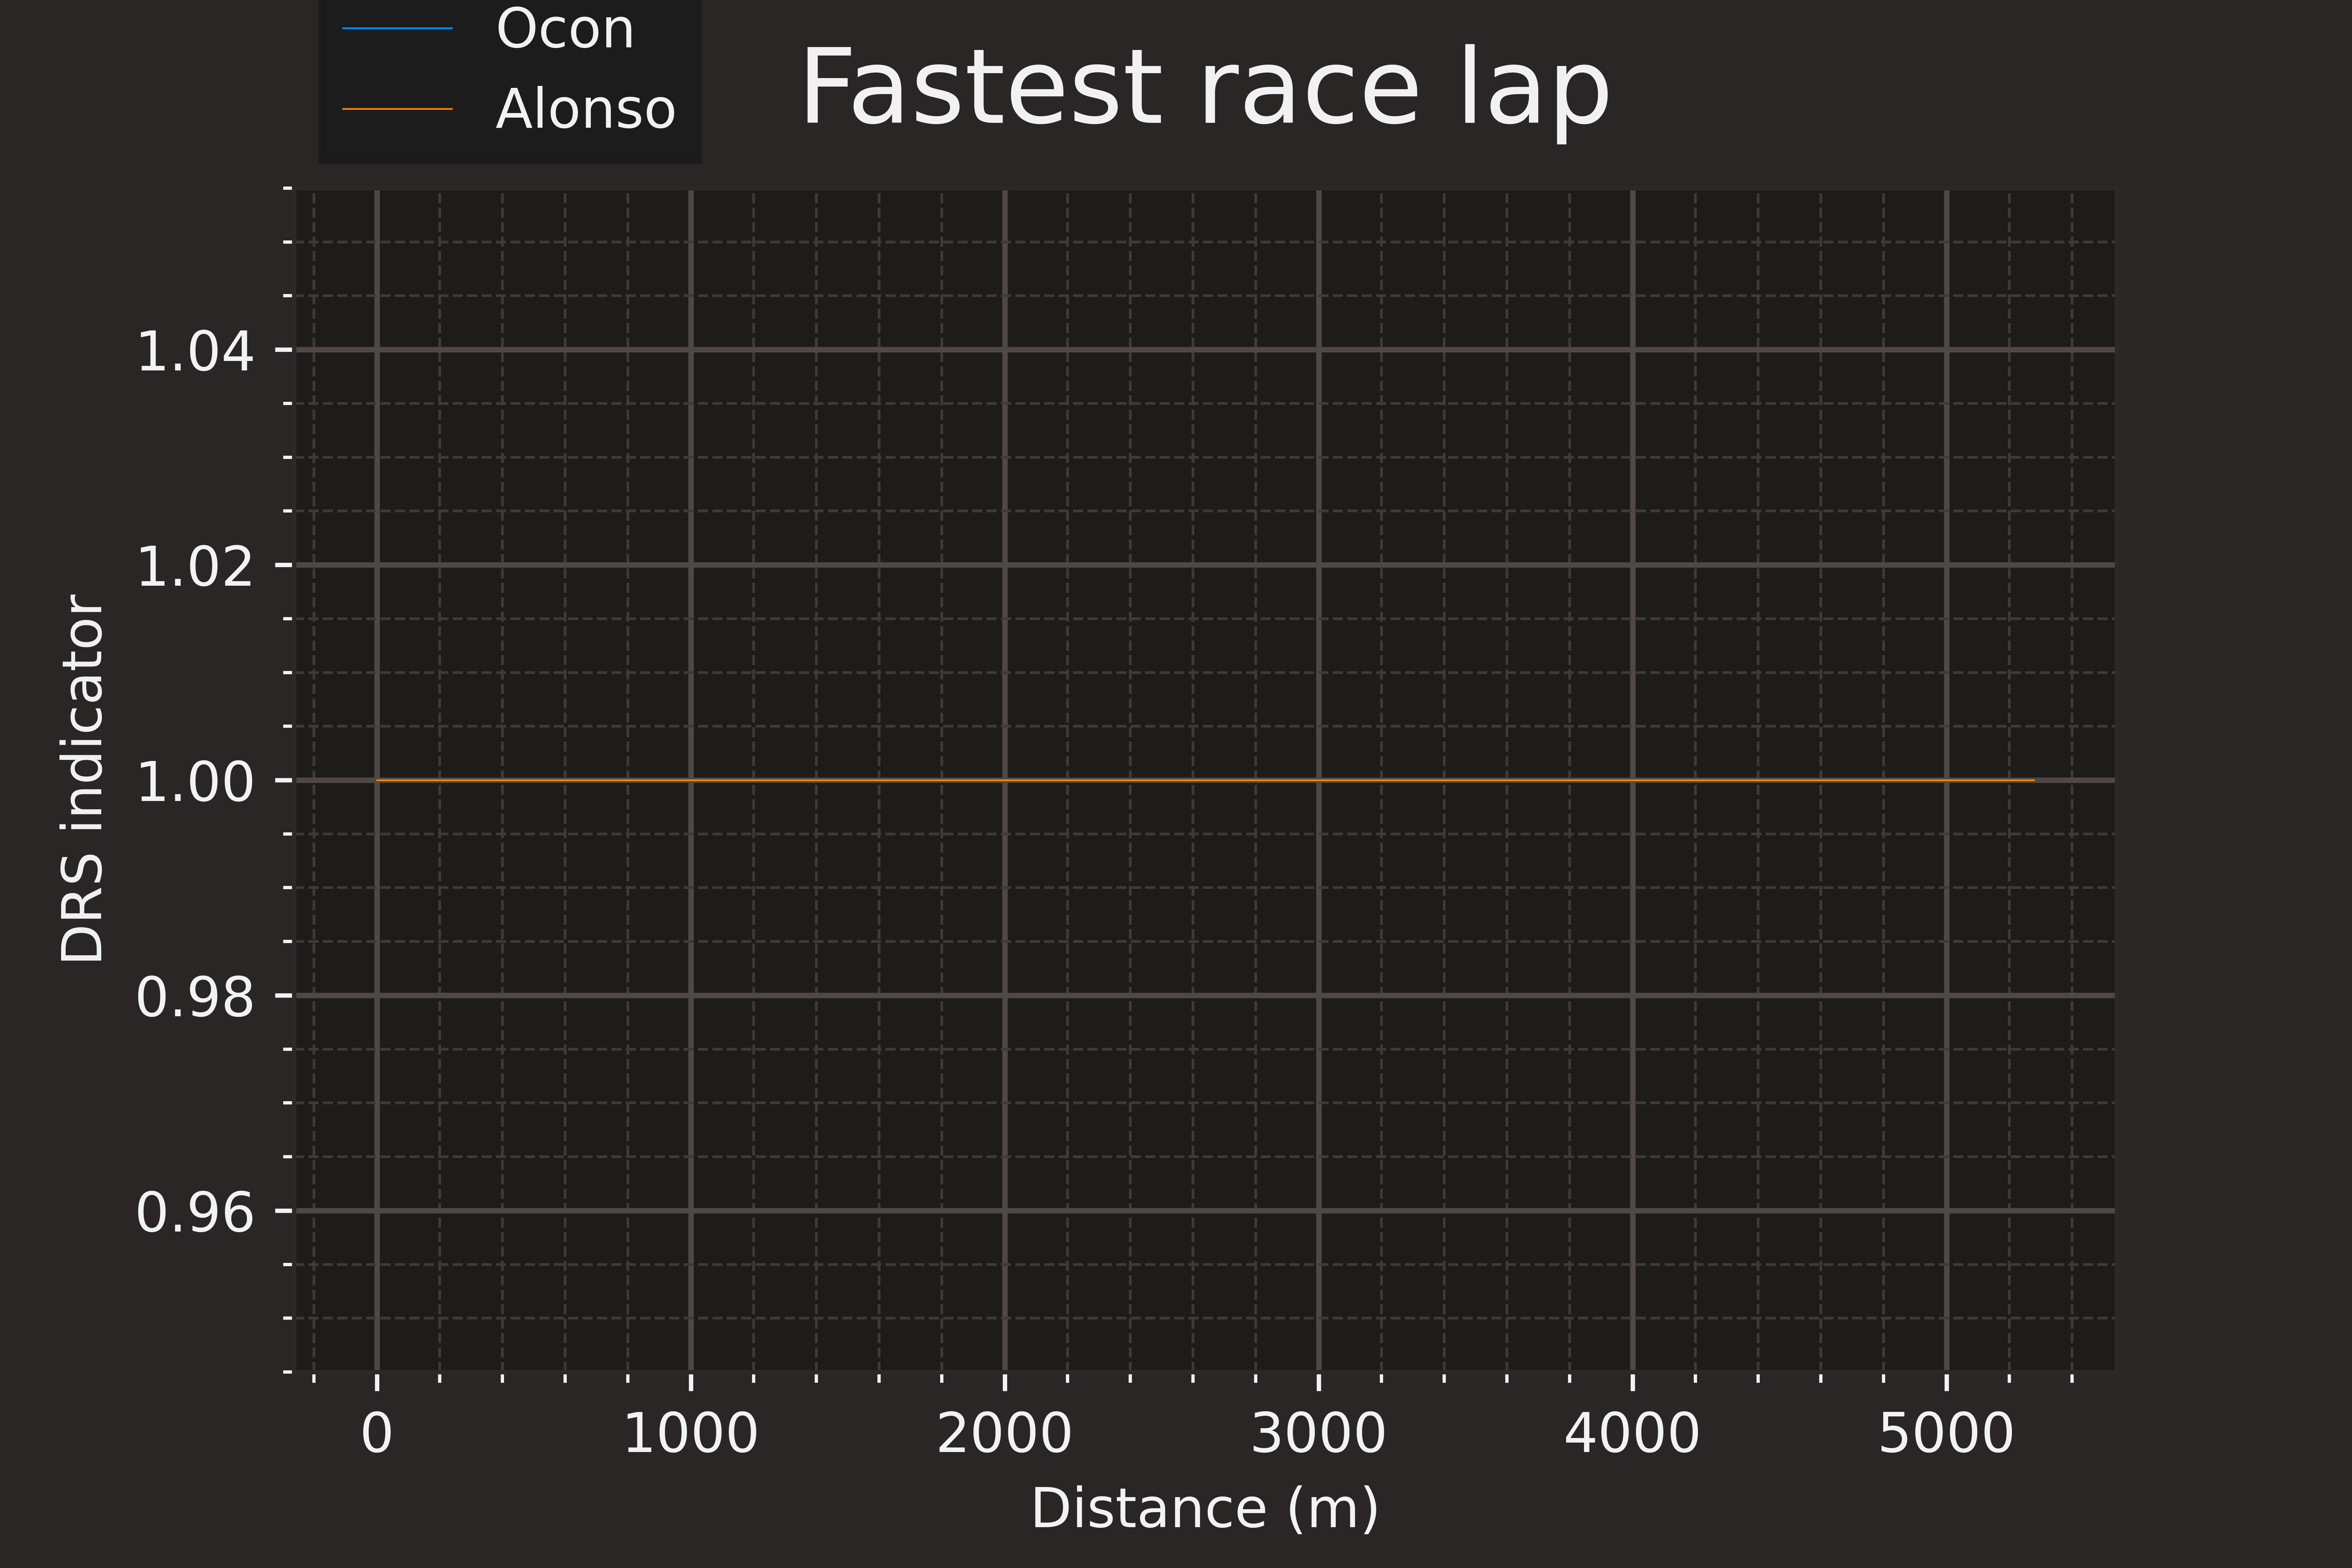 Ocon
Alonso
Fastest race lap
1.04
1.02
1.00
0.98
0.96
DRS indicator
0 1000 2000 3000 4000 5000
Distance (m)